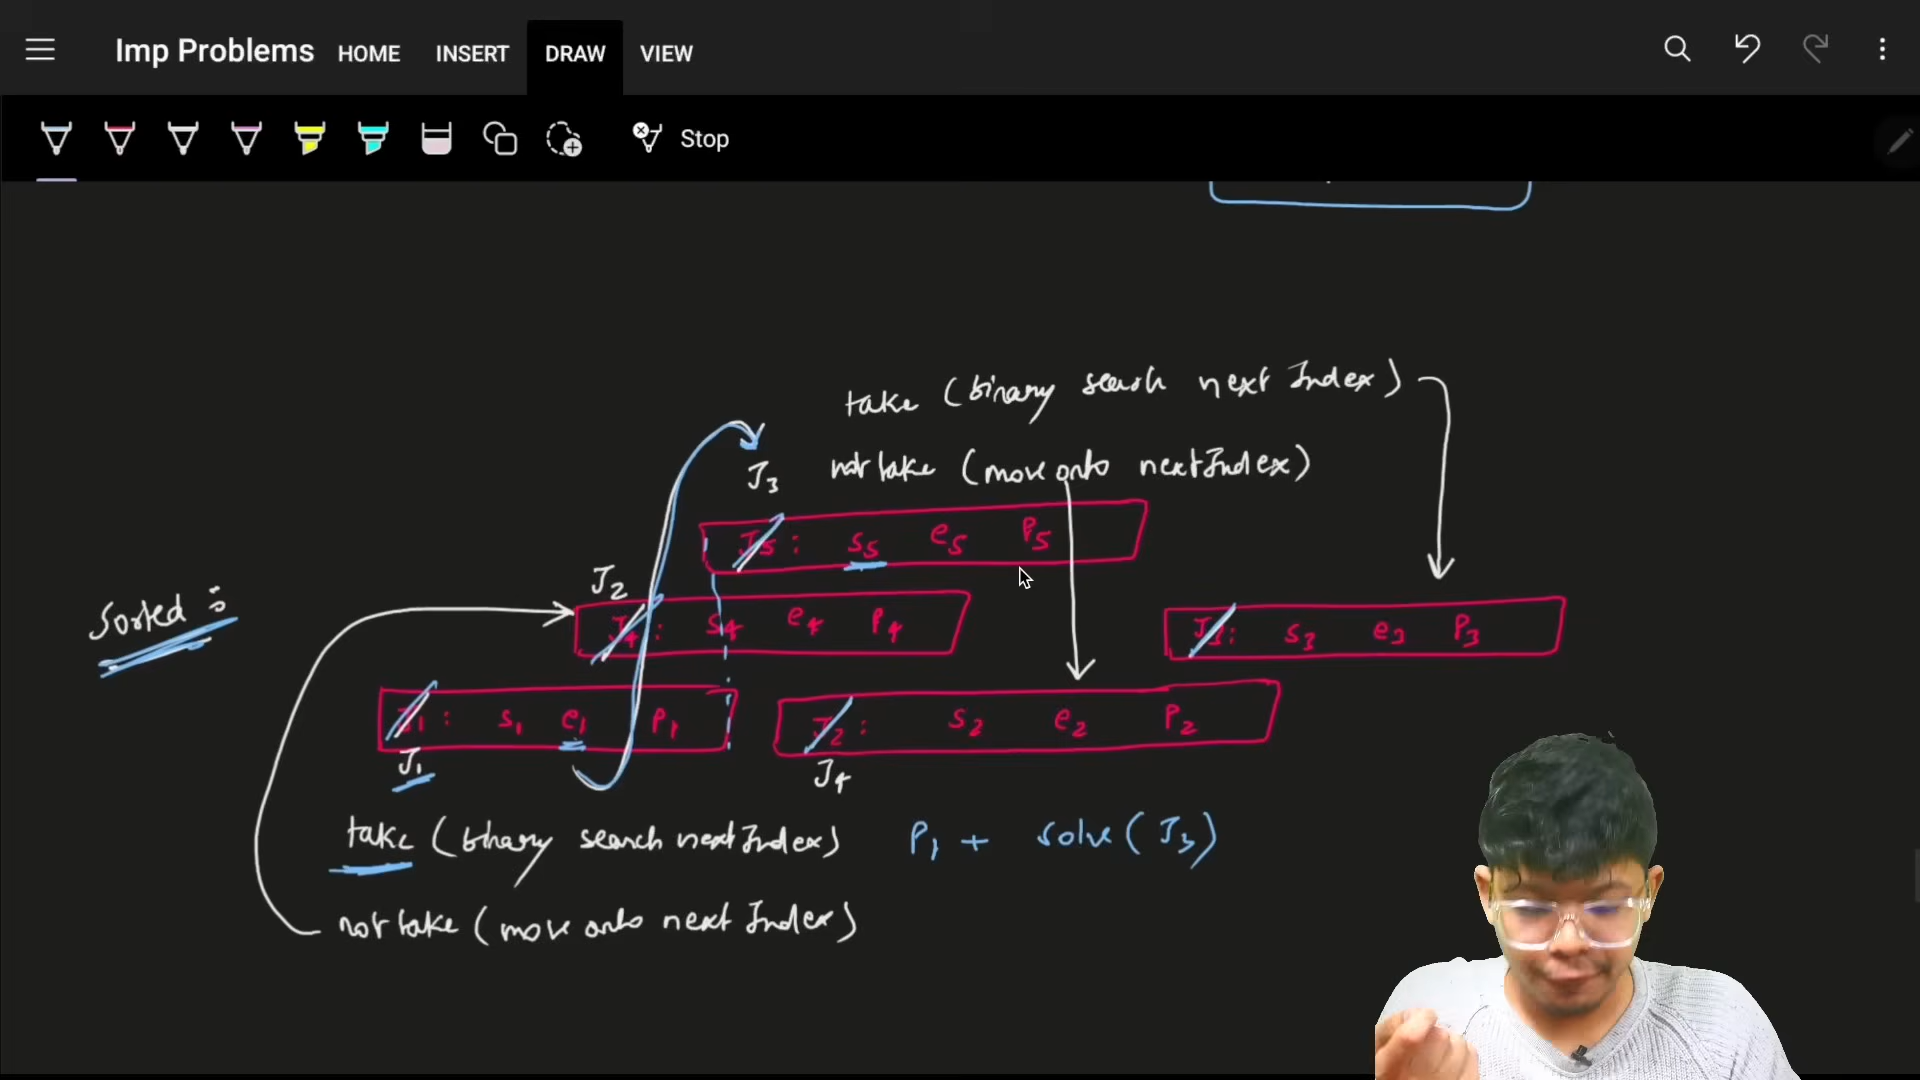 Imp Problems HOME INSERT DRAW VIEW
Stop
take (binary search next Index)
not take (move onto next Index)
J3
J5: s5 e5 P5
J2
J4: s4 e4 P4
Sorted :
J3: s3 e3 P3
J1: s1 e1 P1
J2: s2 e2 P2
J1
J4
take (binary search next Index) P1 + solve(J3)
not take (move onto next Index)